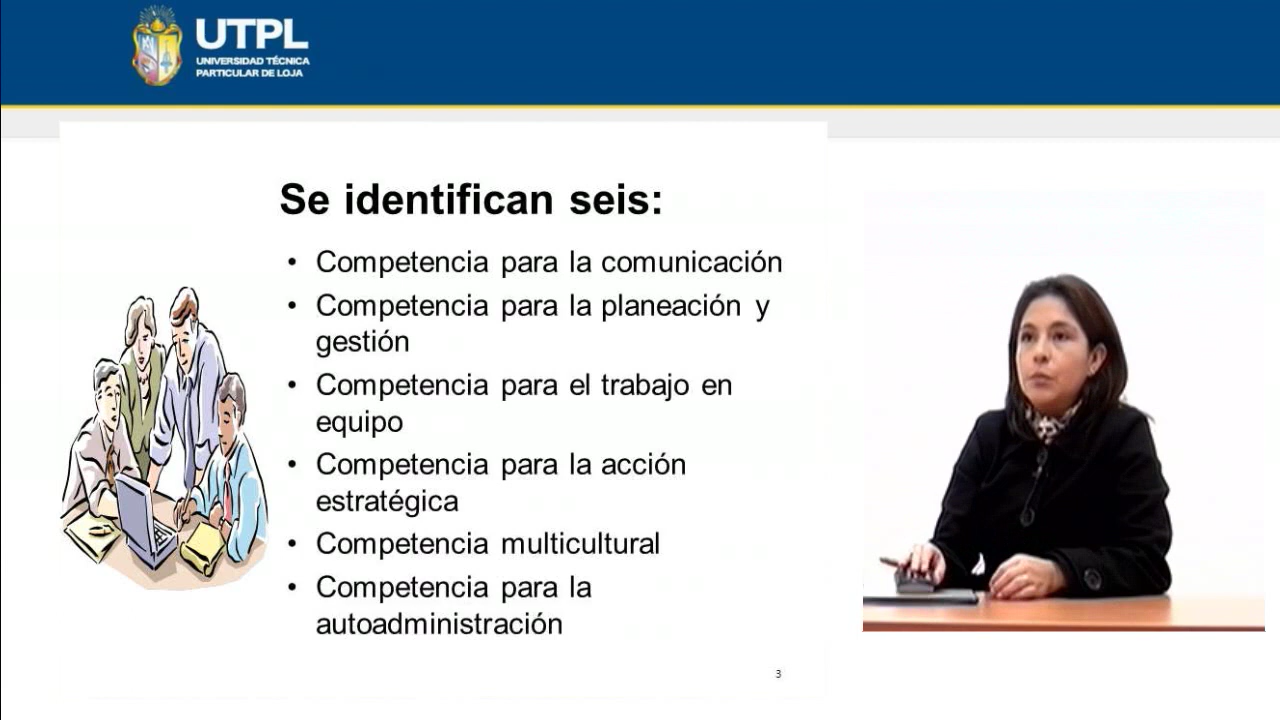 UTPL
UNIVERSIDAD TÉCNICA
PARTICULAR DE LOJA
Se identifican seis:
• Competencia para la comunicación
• Competencia para la planeación y
gestión
• Competencia para el trabajo en
equipo
• Competencia para la acción
estratégica
• Competencia multicultural
• Competencia para la
autoadministración
3